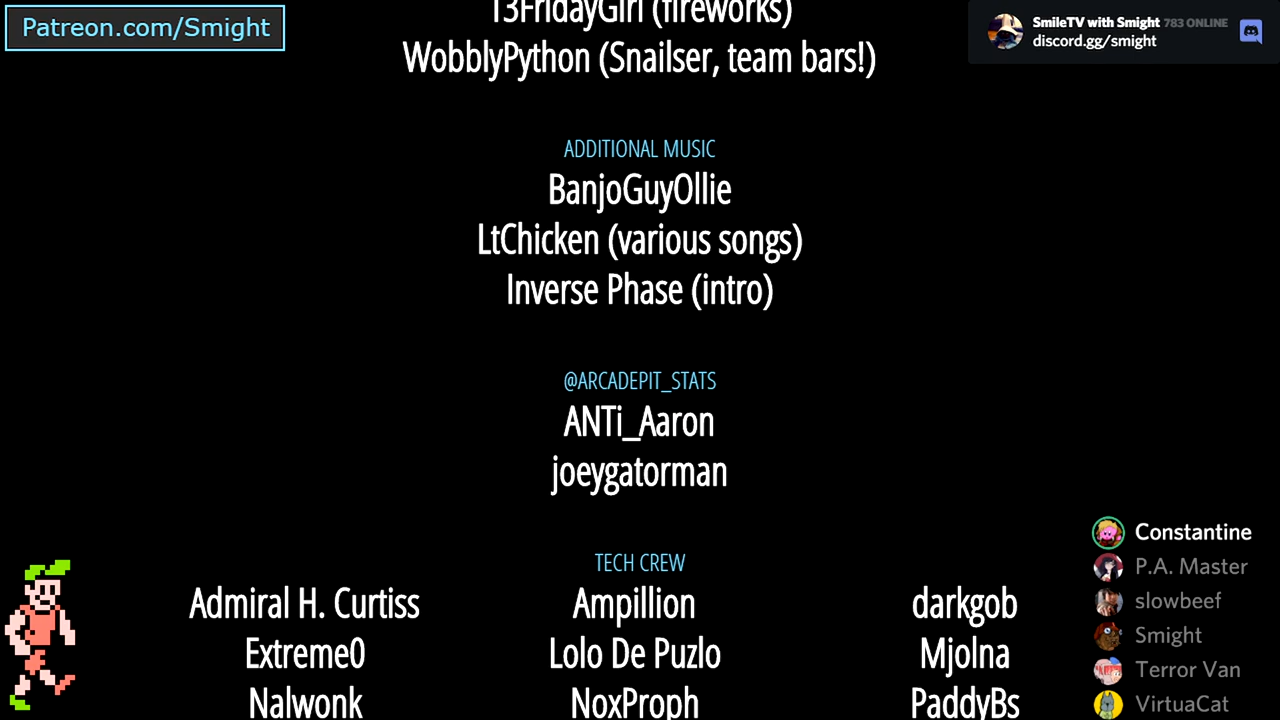 Patreon.com/Smight
SmileTV with Smight 783 ONLINE
discord.gg/smight
(fireworks)
WobblyPython (Snailser, team bars!)
ADDITIONAL MUSIC
BanjoGuyOllie
LtChicken (various songs)
Inverse Phase (intro)
@ARCADEPIT_STATS
ANTi_Aaron
joeygatorman
TECH CREW
Admiral H. Curtiss Ampillion darkgob
Extreme0 Lolo De Puzlo Mjolna
Nalwonk NoxProph PaddyBs
Constantine
P.A. Master
slowbeef
Smight
Terror Van
VirtuaCat